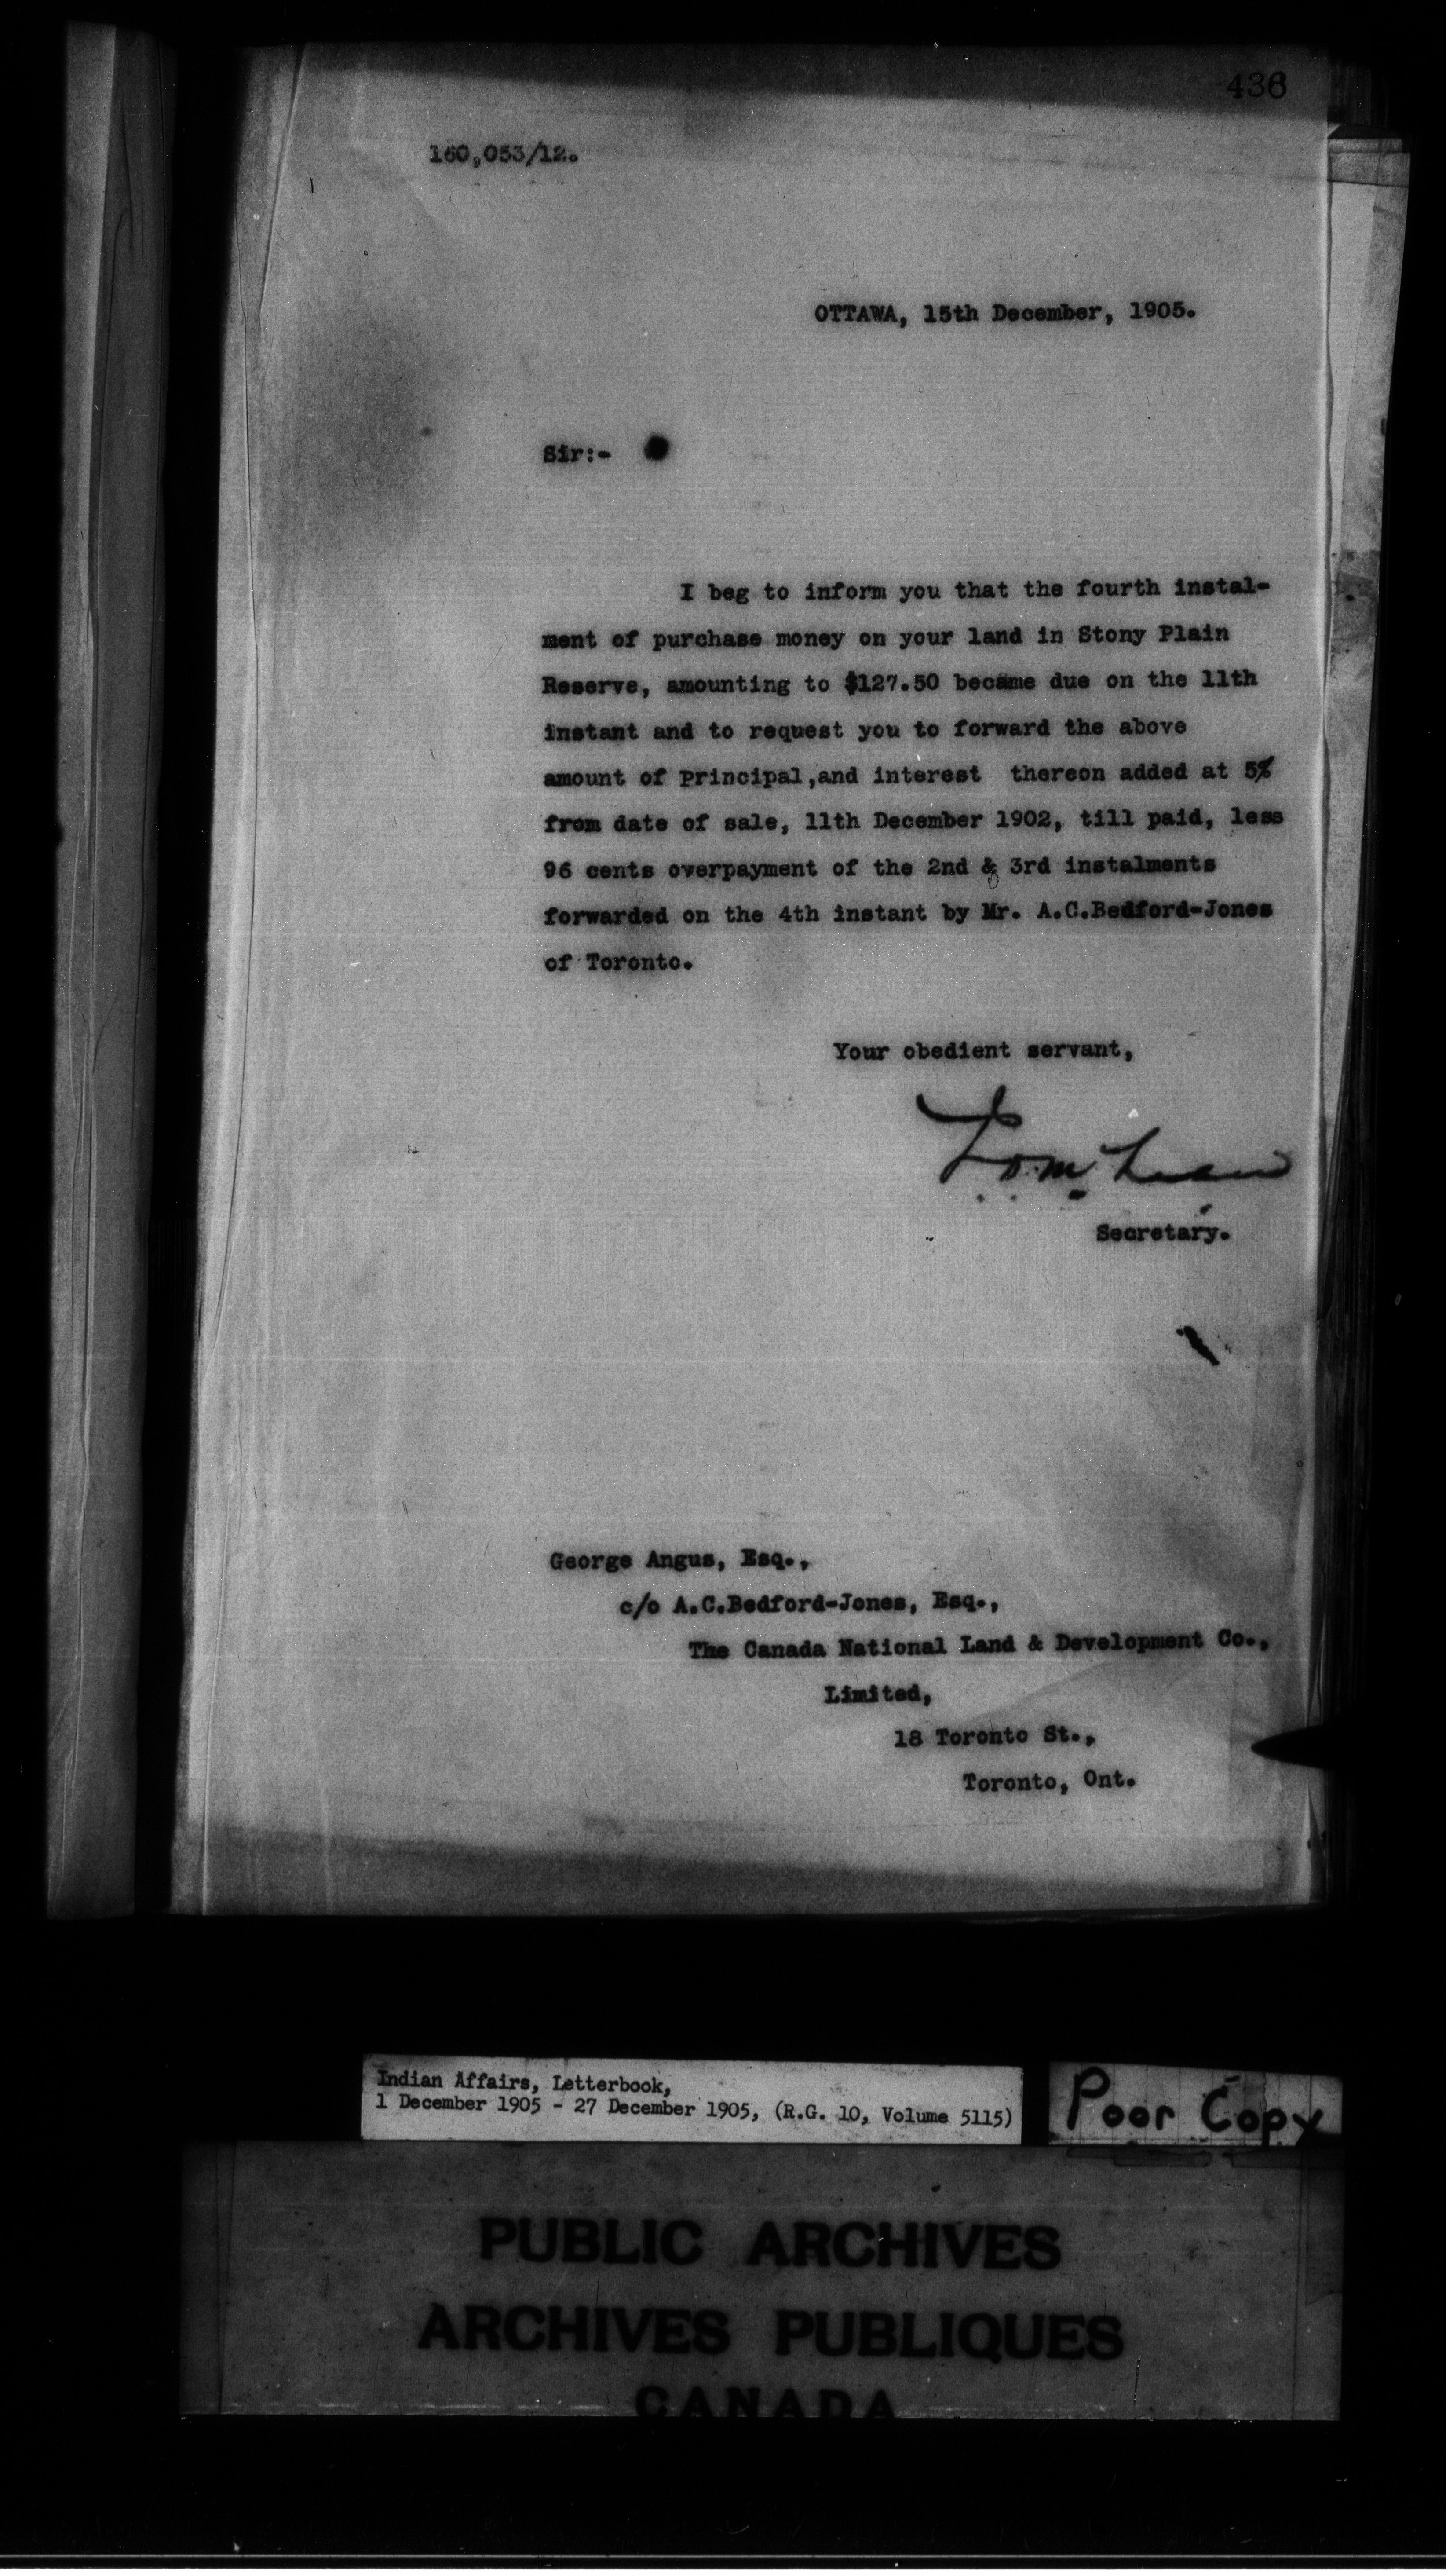 436
160,053/12.
OTTAWA, 15th December, 1905.
Sir:-
I beg to inform you that the fourth instal-
ment of purchase money on your land in Stony Plain
Reserve, amounting to $127.50 became due on the 11th
instant and to request you to forward the above
amount of principal,and interest thereon added at 5%
from date of sale, 11th December 1902, till paid, less
96 cents overpayment of the 2nd & 3rd instalments
forwarded on the 4th instant by Mr. A.C.Bedford-Jones
of Toronto.
Your obedient servant,
Secretary.
George Angus, Esq.,
c/o A.C.Bedford-Jones, Esq.,
The Canada National Land & Development Co.,
Limited,
18 Toronto St.,
Toronto, Ont.
Indian Affairs, Letterbook,
1 December 1905 - 27 December 1905, (R.G. 10, Volume 5115)
Poor Copy
PUBLIC ARCHIVES
ARCHIVES PUBLIQUES
CANADA